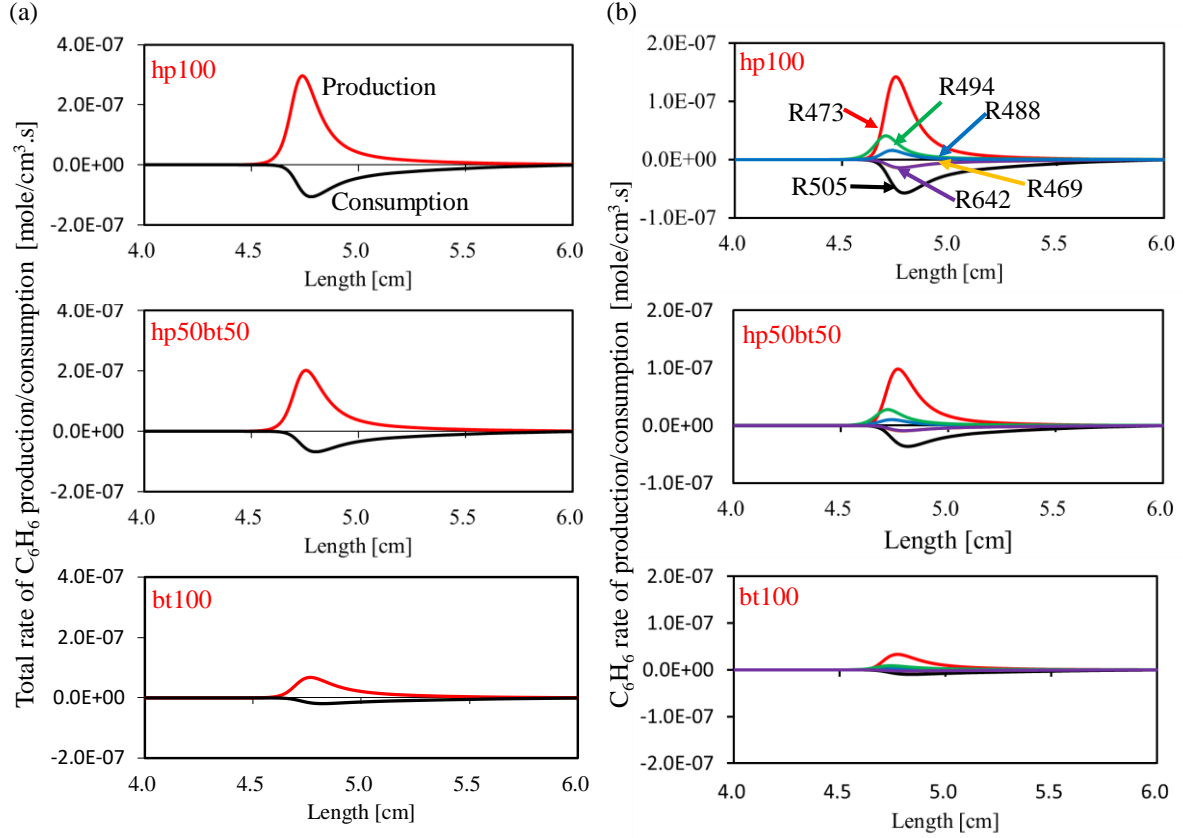 (a)
Total rate of C₆H₆ production/consumption [mole/cm³.s]
4.0E-07
2.0E-07
0.0E+00
-2.0E-07
hp100
Production
Consumption
4.0 4.5 5.0 5.5 6.0
Length [cm]
4.0E-07
2.0E-07
0.0E+00
-2.0E-07
hp50bt50
4.0 4.5 5.0 5.5 6.0
Length [cm]
4.0E-07
2.0E-07
0.0E+00
-2.0E-07
bt100
4.0 4.5 5.0 5.5 6.0
Length [cm]
(b)
C₆H₆ rate of production/consumption [mole/cm³.s]
2.0E-07
1.0E-07
0.0E+00
-1.0E-07
hp100
R494
R473
R488
R505
R642
R469
4.0 4.5 5.0 5.5 6.0
Length [cm]
2.0E-07
1.0E-07
0.0E+00
-1.0E-07
hp50bt50
4.0 4.5 5.0 5.5 6.0
Length [cm]
2.0E-07
1.0E-07
0.0E+00
-1.0E-07
-2.0E-07
bt100
4.0 4.5 5.0 5.5 6.0
Length [cm]